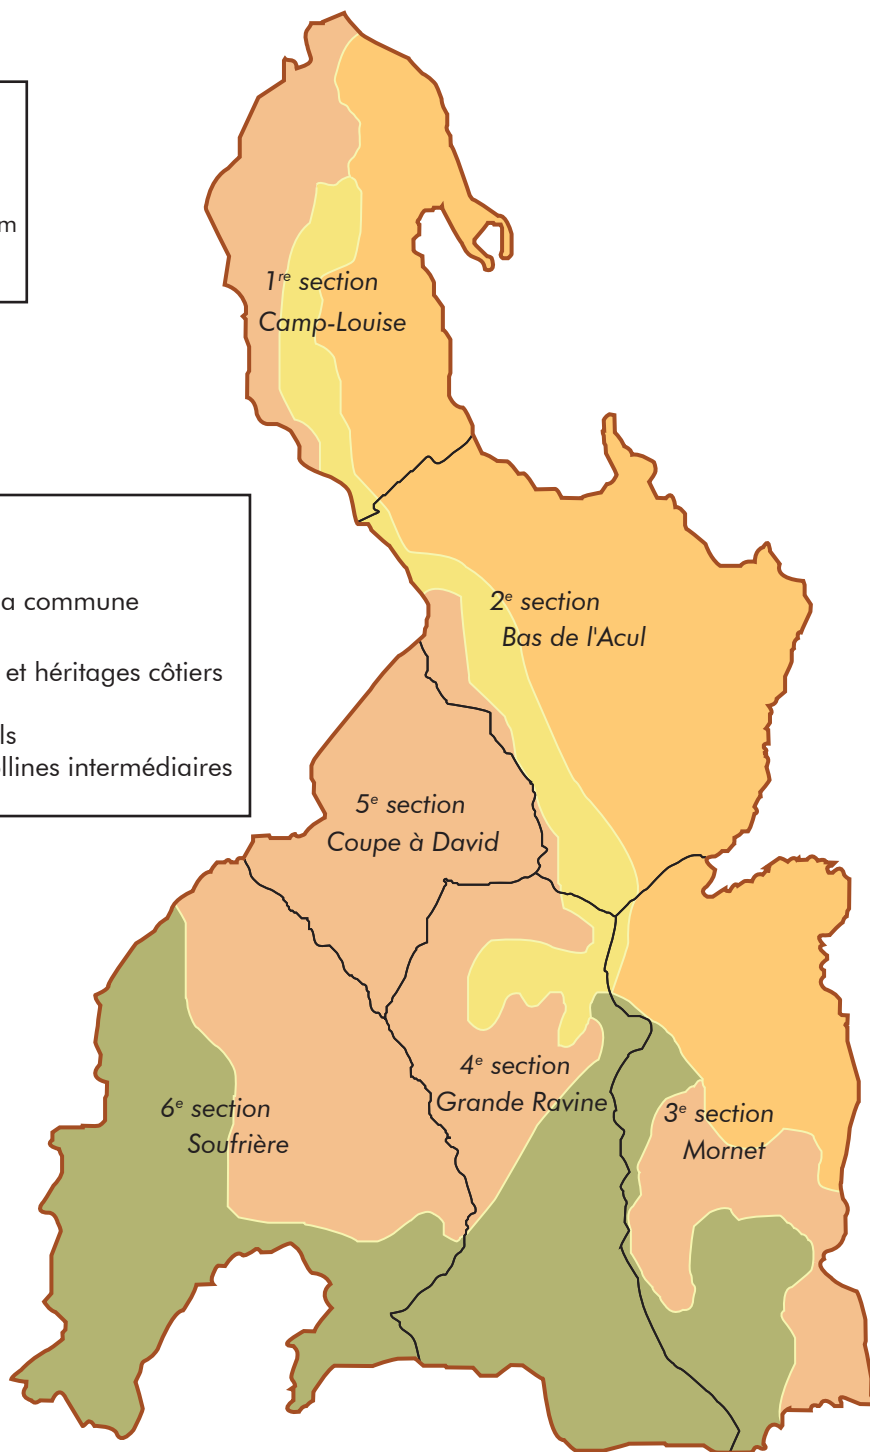 m
1re section
Camp-Louise
a commune
et héritages côtiers
ls
llines intermédiaires
2e section
Bas de l'Acul
5e section
Coupe à David
4e section
Grande Ravine
6e section
Soufrière
3e section
Mornet